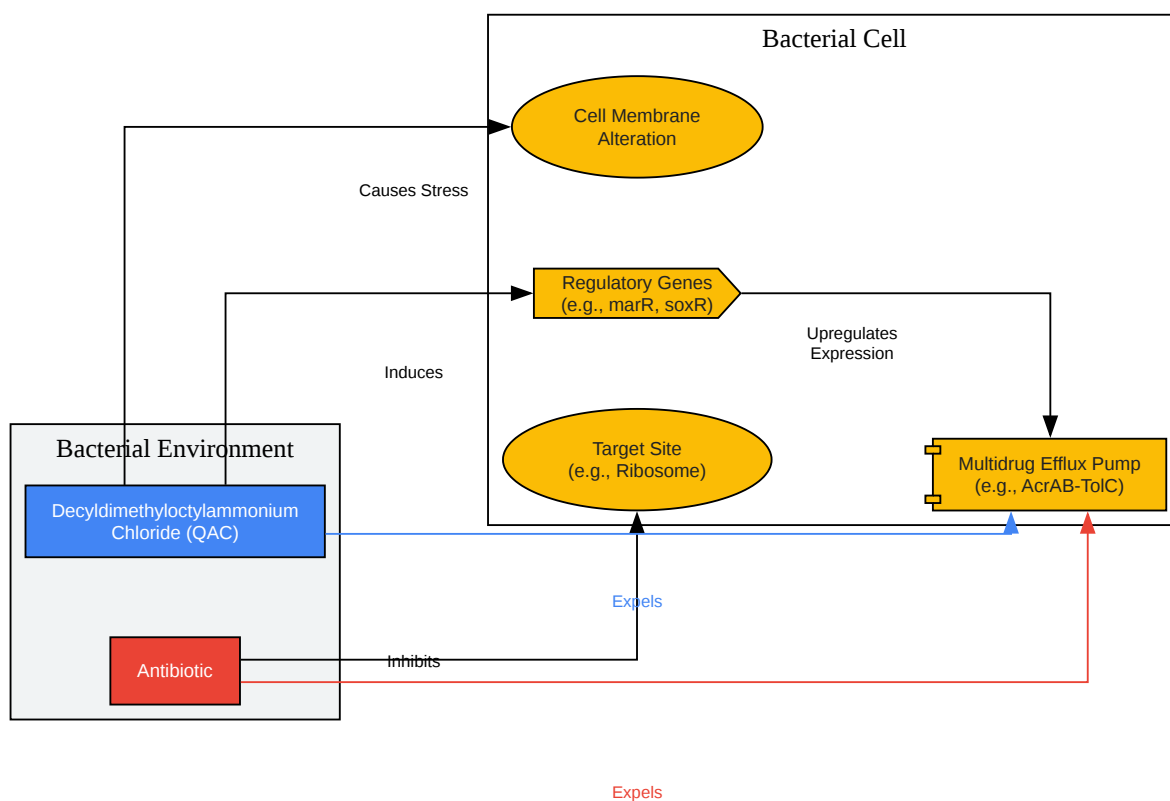 Bacterial Cell
Cell Membrane
Alteration
Causes Stress
Regulatory Genes
(e.g., marR, soxR)
Upregulates
Expression
Induces
Bacterial Environment
Target Site
(e.g., Ribosome)
Multidrug Efflux Pump
(e.g., AcrAB-TolC)
Decyldimethyloctylammonium
Chloride (QAC)
Expels
Inhibits
Antibiotic
Expels